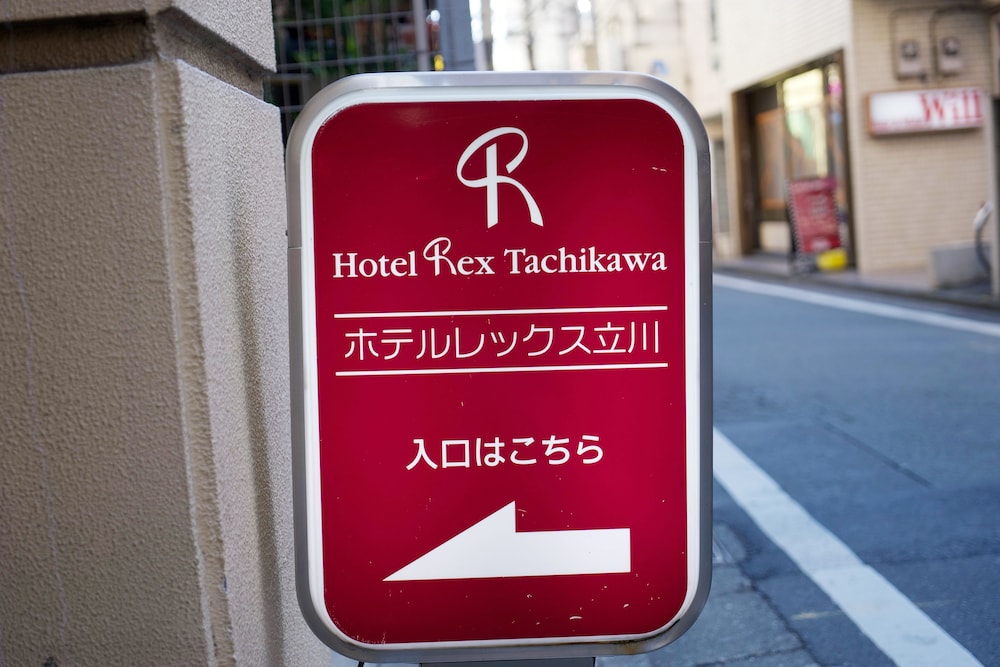 R
Hotel Rex Tachikawa
ホテルレックス立川
入口はこちら
Will